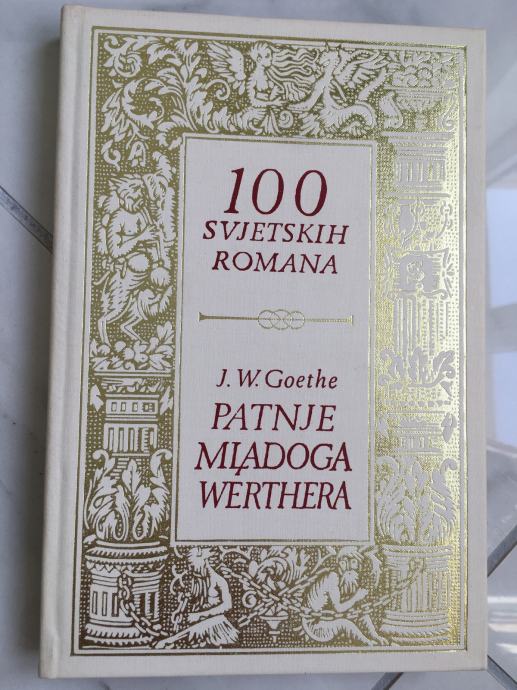 100
SVJETSKIH
ROMANA
J. W. Goethe
PATNJE
MLADOGA
WERTHERA